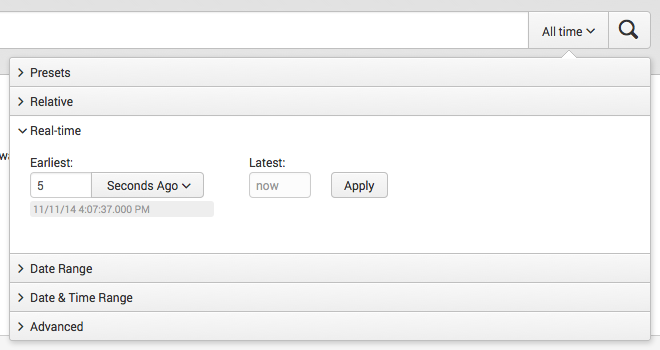 All time
Presets
Relative
Real-time
Earliest: Latest:
5 Seconds Ago now Apply
11/11/14 4:07:37.000 PM
Date Range
Date & Time Range
Advanced